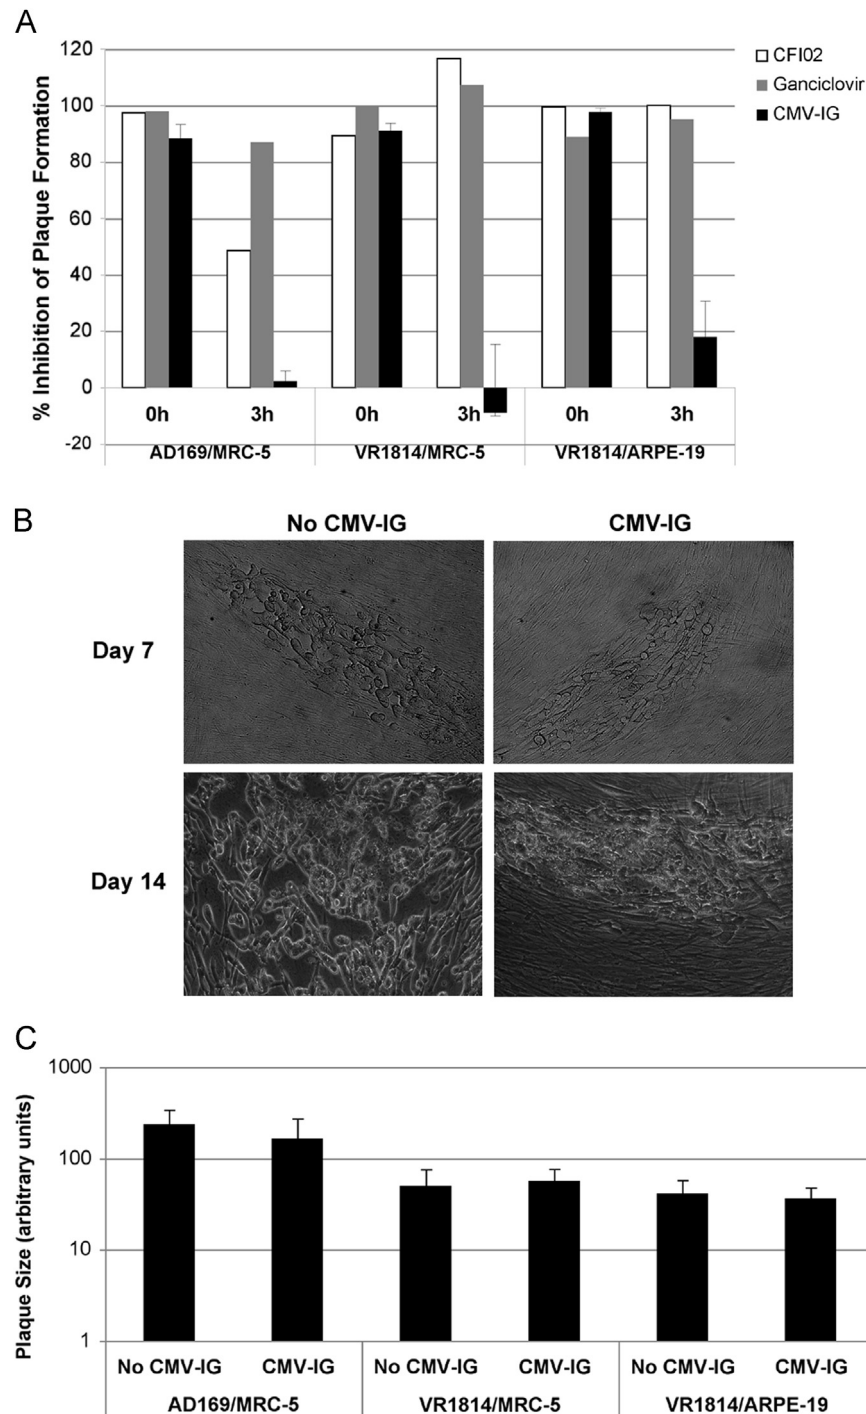 A
% Inhibition of Plaque Formation
120
100
80
60
40
20
0
-20
0h 3h 0h 3h 0h 3h
AD169/MRC-5 VR1814/MRC-5 VR1814/ARPE-19
CFI02
Ganciclovir
CMV-IG
B
No CMV-IG CMV-IG
Day 7
Day 14
C
Plaque Size (arbitrary units)
1000
100
10
1
No CMV-IG CMV-IG No CMV-IG CMV-IG No CMV-IG CMV-IG
AD169/MRC-5 VR1814/MRC-5 VR1814/ARPE-19